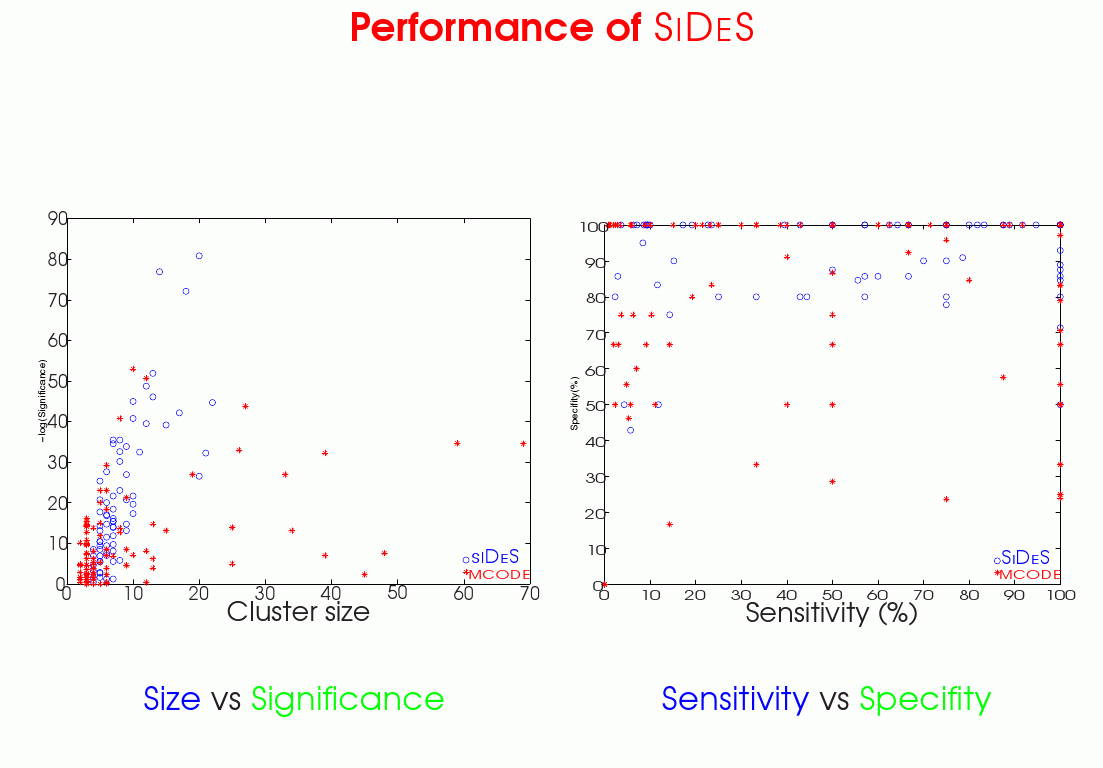 Performance of SIDES
90
80
70
60
50
40
30
20
10
0
−log(Significance)
0 10 20 30 40 50 60 70
Cluster size
SIDES
MCODE
100
90
80
70
60
50
40
30
20
10
0
Specifity(%)
0 10 20 30 40 50 60 70 80 90 100
Sensitivity (%)
SIDES
MCODE
Size vs Significance
Sensitivity vs Specifity